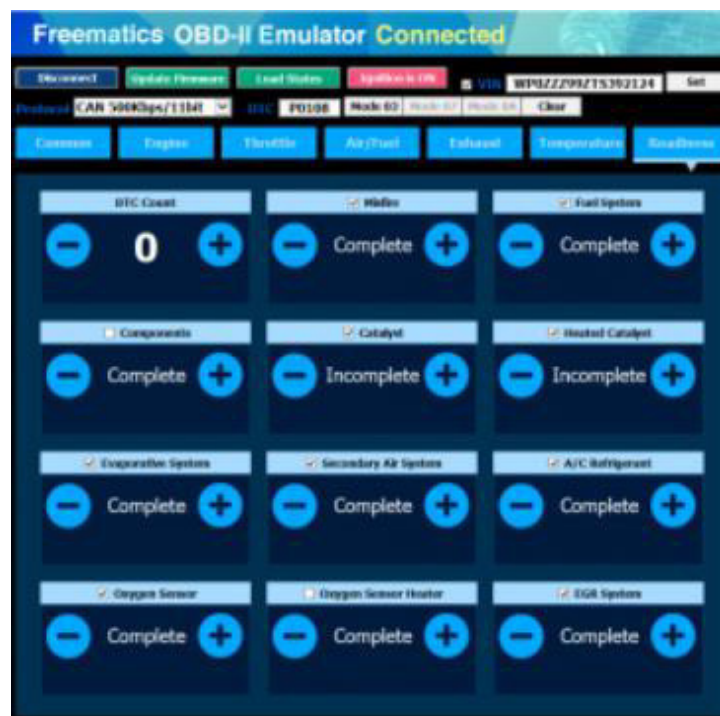 Freematics OBD-II Emulator Connected
Disconnect Update Firmware Load States Ignition is ON VIN Set
Protocol CAN 500Kbps/11bit DTC P0108 Mode 03 Mode 07 Mode 0A Clear
Common Engine Throttle Air/Fuel Exhaust Temperature Readiness
DTC Count Misfire Fuel System
0 Complete Complete
Components Catalyst Heated Catalyst
Complete Incomplete Incomplete
Evaporative System Secondary Air System A/C Refrigerant
Complete Complete Complete
Oxygen Sensor Oxygen Sensor Heater EGR System
Complete Complete Complete